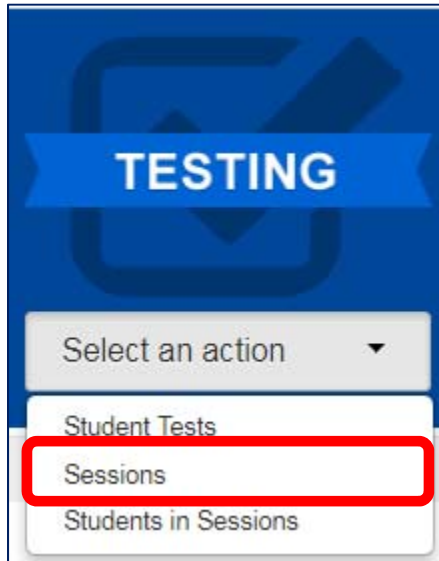 TESTING
Select an action
Student Tests
Sessions
Students in Sessions